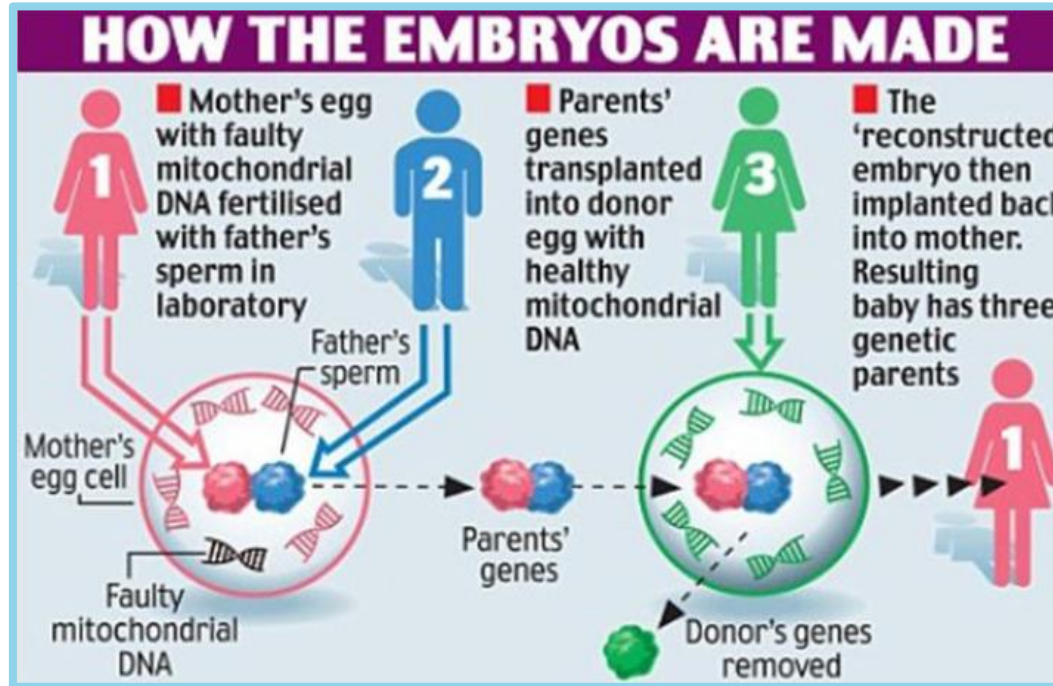 HOW THE EMBRYOS ARE MADE
1
Mother's egg
with faulty
mitochondrial
DNA fertilised
with father's
sperm in
laboratory
2
Parents'
genes
transplanted
into donor
egg with
healthy
mitochondrial
DNA
3
The
'reconstructed
embryo then
implanted back
into mother.
Resulting
baby has three
genetic
parents
Father's
sperm
Mother's
egg cell
Faulty
mitochondrial
DNA
Parents'
genes
Donor's genes
removed
1